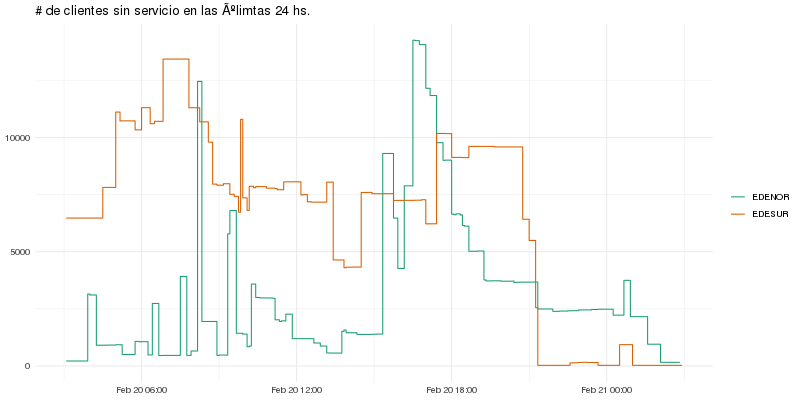 # de clientes sin servicio en las Ãºlimtas 24 hs.
10000
5000
0
Feb 20 06:00
Feb 20 12:00
Feb 20 18:00
Feb 21 00:00
EDENOR
EDESUR